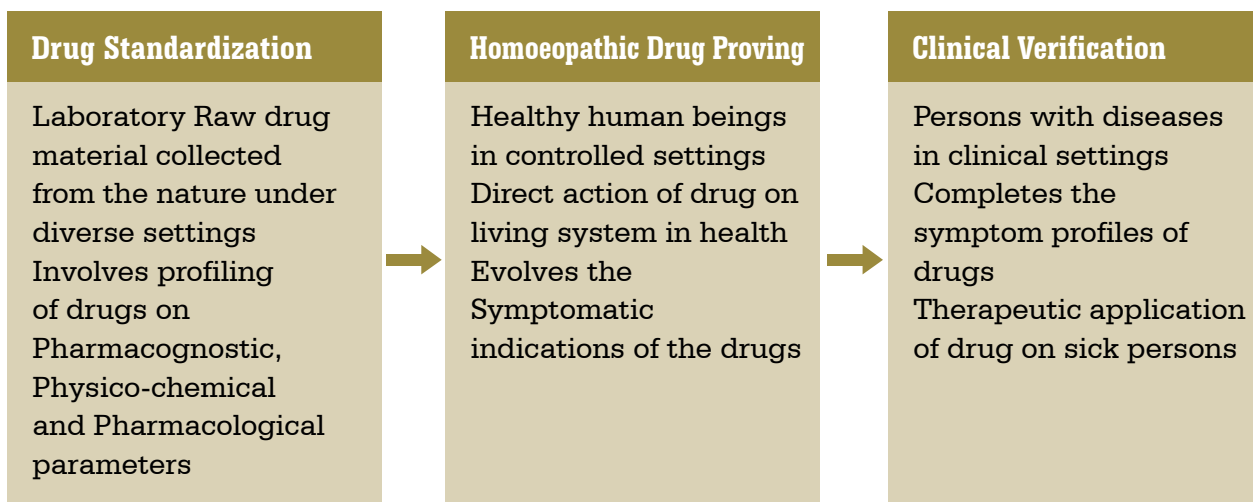 Drug Standardization
Laboratory Raw drug
material collected
from the nature under
diverse settings
Involves profiling
of drugs on
Pharmacognostic,
Physico-chemical
and Pharmacological
parameters
Homoeopathic Drug Proving
Healthy human beings
in controlled settings
Direct action of drug on
living system in health
Evolves the
Symptomatic
indications of the drugs
Clinical Verification
Persons with diseases
in clinical settings
Completes the
symptom profiles of
drugs
Therapeutic application
of drug on sick persons